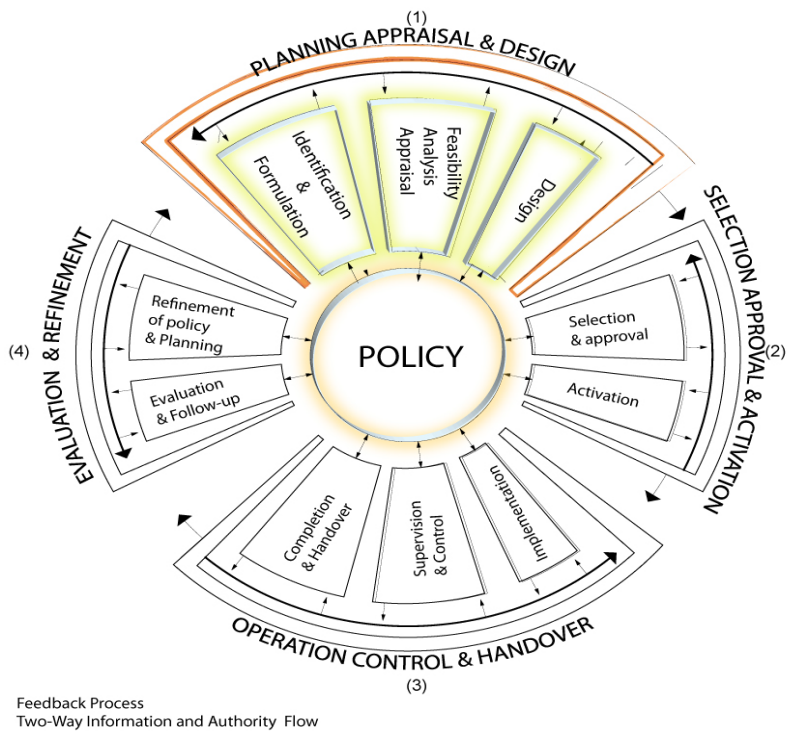 (1)
PLANNING APPRAISAL & DESIGN
Identification
&
Formulation
Feasibility
Analysis
Appraisal
Design
SELECTION APPROVAL & ACTIVATION
(2)
Selection
& approval
Activation
POLICY
Refinement
of policy
& Planning
Evaluation
& Follow-up
EVALUATION & REFINEMENT
(4)
Completion
& Handover
Supervision
& Control
Implementation
OPERATION CONTROL & HANDOVER
(3)
Feedback Process
Two-Way Information and Authority Flow